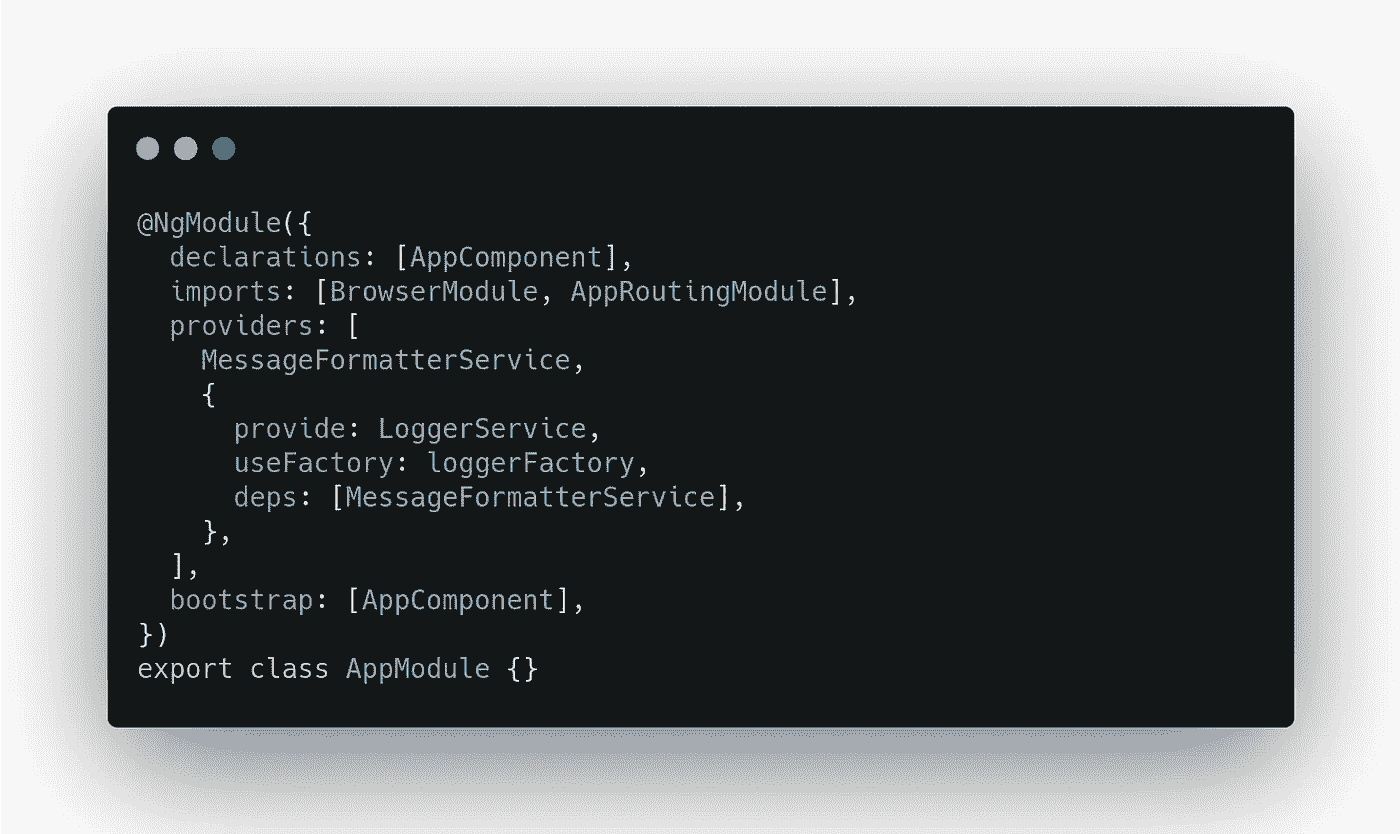 @NgModule({
  declarations: [AppComponent],
  imports: [BrowserModule, AppRoutingModule],
  providers: [
    MessageFormatterService,
    {
      provide: LoggerService,
      useFactory: loggerFactory,
      deps: [MessageFormatterService],
    },
  ],
  bootstrap: [AppComponent],
})
export class AppModule {}